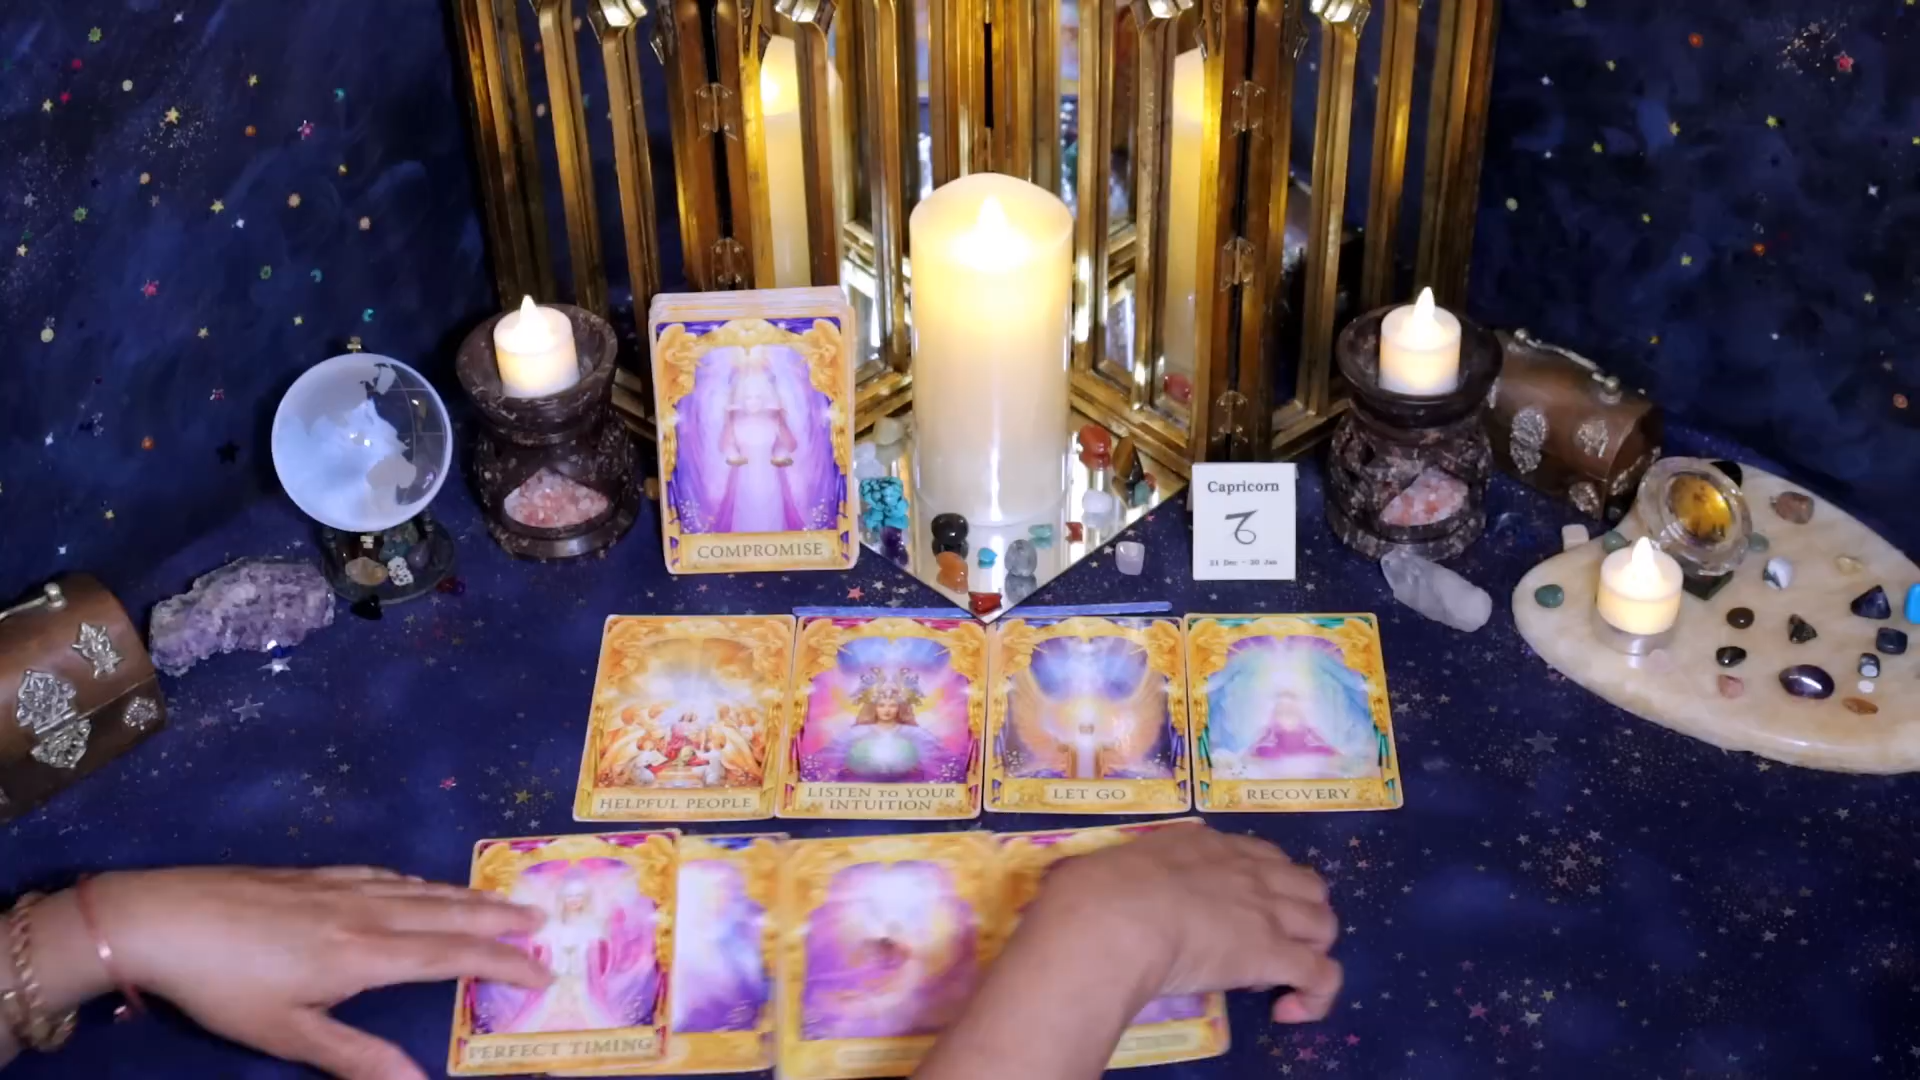 COMPROMISE
Capricorn
21 Dec - 20 Jan
HELPFUL PEOPLE
LISTEN TO YOUR
INTUITION
LET GO
RECOVERY
PERFECT TIMING